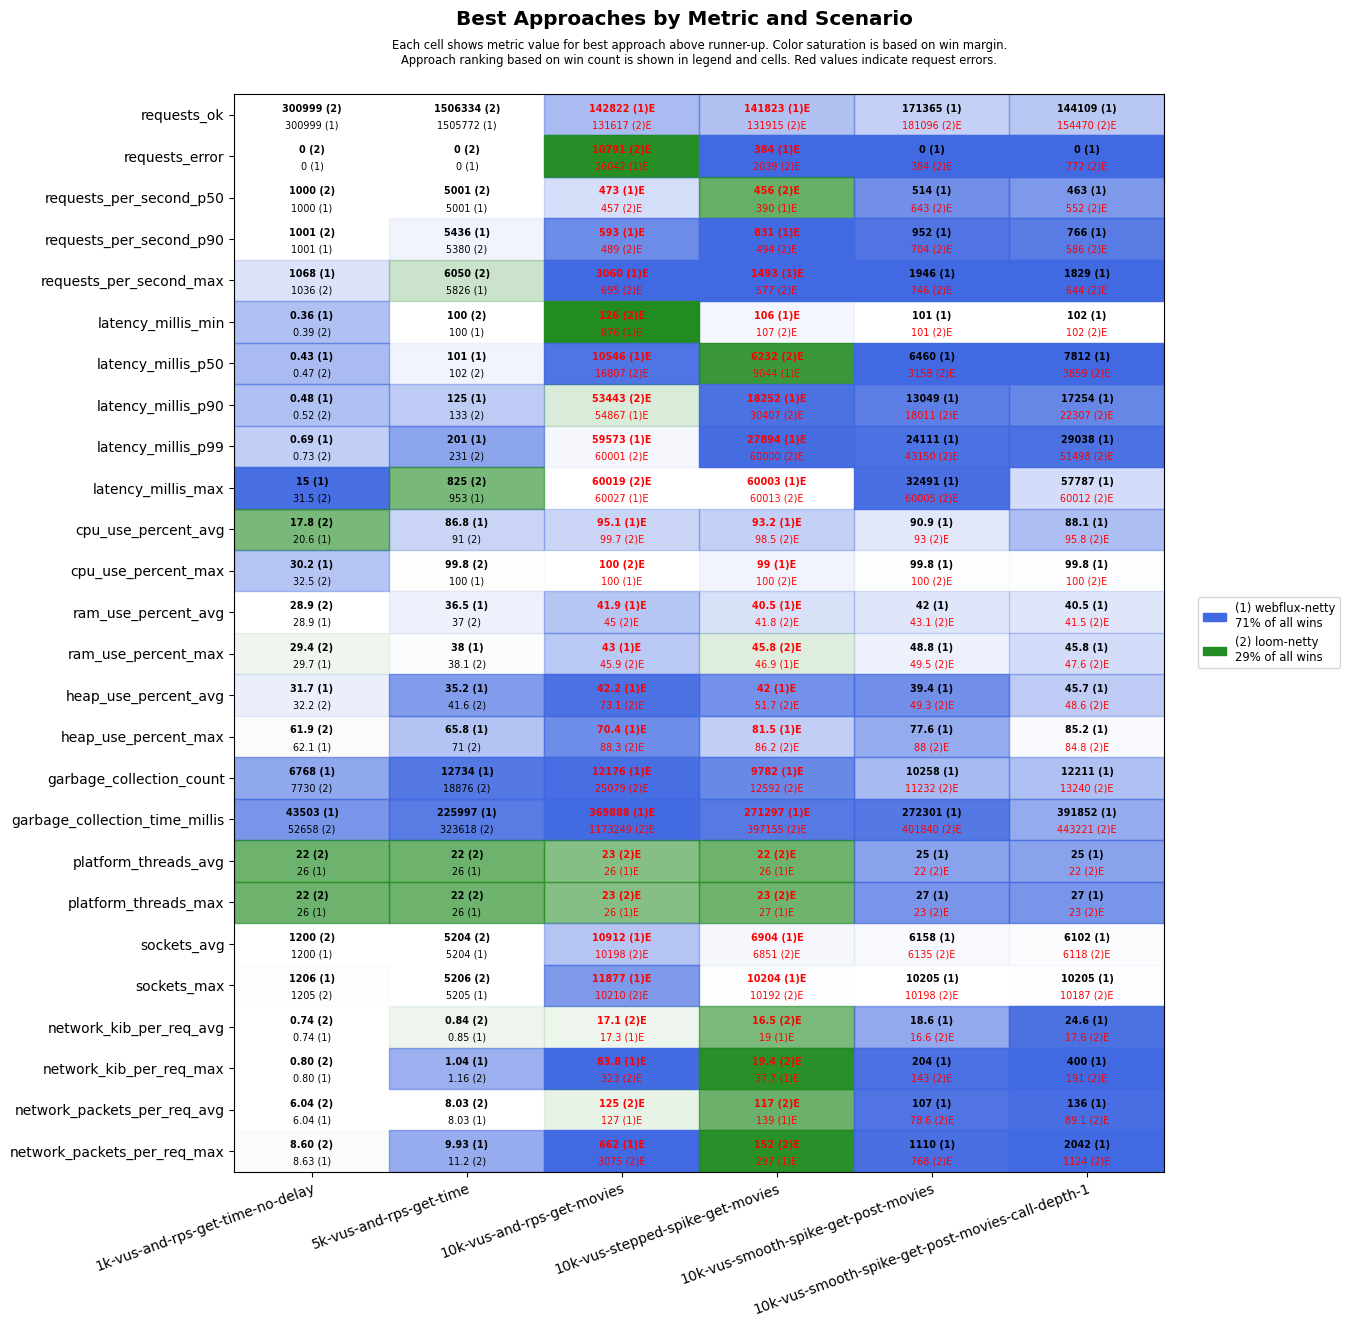 Best Approaches by Metric and Scenario
Each cell shows metric value for best approach above runner-up. Color saturation is based on win margin.
Approach ranking based on win count is shown in legend and cells. Red values indicate request errors.
requests_ok
300999 (2) 1506334 (2) 142822 (1)E 141823 (1)E 171365 (1) 144109 (1)
300999 (1) 1505772 (1) 131617 (2)E 131915 (2)E 181096 (2)E 154470 (2)E
requests_error
0 (2) 0 (2) 10791 (2)E 384 (1)E 0 (1) 0 (1)
0 (1) 0 (1) 26042 (1)E 2039 (2)E 384 (2)E 772 (2)E
requests_per_second_p50
1000 (2) 5001 (2) 473 (1)E 456 (2)E 514 (1) 463 (1)
1000 (1) 5001 (1) 457 (2)E 390 (1)E 643 (2)E 552 (2)E
requests_per_second_p90
1001 (2) 5436 (1) 593 (1)E 831 (1)E 952 (1) 766 (1)
1001 (1) 5380 (2) 489 (2)E 494 (2)E 704 (2)E 586 (2)E
requests_per_second_max
1068 (1) 6050 (2) 3060 (1)E 1493 (1)E 1946 (1) 1829 (1)
1036 (2) 5826 (1) 695 (2)E 577 (2)E 746 (2)E 644 (2)E
latency_millis_min
0.36 (1) 100 (2) 126 (2)E 106 (1)E 101 (1) 102 (1)
0.39 (2) 100 (1) 876 (1)E 107 (2)E 101 (2)E 102 (2)E
latency_millis_p50
0.43 (1) 101 (1) 10546 (1)E 6232 (2)E 6460 (1) 7812 (1)
0.47 (2) 102 (2) 16807 (2)E 9044 (1)E 3158 (2)E 3859 (2)E
latency_millis_p90
0.48 (1) 125 (1) 53443 (2)E 18252 (1)E 13049 (1) 17254 (1)
0.52 (2) 133 (2) 54867 (1)E 30407 (2)E 18011 (2)E 22307 (2)E
latency_millis_p99
0.69 (1) 201 (1) 59573 (1)E 27894 (1)E 24111 (1) 29038 (1)
0.73 (2) 231 (2) 60001 (2)E 60000 (2)E 43150 (2)E 51498 (2)E
latency_millis_max
15 (1) 825 (2) 60019 (2)E 60003 (1)E 32491 (1) 57787 (1)
31.5 (2) 953 (1) 60027 (1)E 60013 (2)E 60005 (2)E 60012 (2)E
cpu_use_percent_avg
17.8 (2) 86.8 (1) 95.1 (1)E 93.2 (1)E 90.9 (1) 88.1 (1)
20.6 (1) 91 (2) 99.7 (2)E 98.5 (2)E 93 (2)E 95.8 (2)E
cpu_use_percent_max
30.2 (1) 99.8 (2) 100 (2)E 99 (1)E 99.8 (1) 99.8 (1)
32.5 (2) 100 (1) 100 (1)E 100 (2)E 100 (2)E 100 (2)E
ram_use_percent_avg
28.9 (2) 36.5 (1) 41.9 (1)E 40.5 (1)E 42 (1) 40.5 (1)
28.9 (1) 37 (2) 45 (2)E 41.8 (2)E 43.1 (2)E 41.5 (2)E
ram_use_percent_max
29.4 (2) 38 (1) 43 (1)E 45.8 (2)E 48.8 (1) 45.8 (1)
29.7 (1) 38.1 (2) 45.9 (2)E 46.9 (1)E 49.5 (2)E 47.6 (2)E
heap_use_percent_avg
31.7 (1) 35.2 (1) 42.2 (1)E 42 (1)E 39.4 (1) 45.7 (1)
32.2 (2) 41.6 (2) 73.1 (2)E 51.7 (2)E 49.3 (2)E 48.6 (2)E
heap_use_percent_max
61.9 (2) 65.8 (1) 70.4 (1)E 81.5 (1)E 77.6 (1) 85.2 (1)
62.1 (1) 71 (2) 88.3 (2)E 86.2 (2)E 88 (2)E 84.8 (2)E
garbage_collection_count
6768 (1) 12734 (1) 12176 (1)E 9782 (1)E 10258 (1) 12211 (1)
7730 (2) 18876 (2) 25079 (2)E 12592 (2)E 11232 (2)E 13240 (2)E
garbage_collection_time_millis
43503 (1) 225997 (1) 369888 (1)E 271297 (1)E 272301 (1) 391852 (1)
52658 (2) 323618 (2) 1173249 (2)E 397155 (2)E 401840 (2)E 443221 (2)E
platform_threads_avg
22 (2) 22 (2) 23 (2)E 22 (2)E 25 (1) 25 (1)
26 (1) 26 (1) 26 (1)E 26 (1)E 22 (2)E 22 (2)E
platform_threads_max
22 (2) 22 (2) 23 (2)E 23 (2)E 27 (1) 27 (1)
26 (1) 26 (1) 26 (1)E 27 (1)E 23 (2)E 23 (2)E
sockets_avg
1200 (2) 5204 (2) 10912 (1)E 6904 (1)E 6158 (1) 6102 (1)
1200 (1) 5204 (1) 10198 (2)E 6851 (2)E 6135 (2)E 6118 (2)E
sockets_max
1206 (1) 5206 (2) 11877 (1)E 10204 (1)E 10205 (1) 10205 (1)
1205 (2) 5205 (1) 10210 (2)E 10192 (2)E 10198 (2)E 10187 (2)E
network_kib_per_req_avg
0.74 (2) 0.84 (2) 17.1 (2)E 16.5 (2)E 18.6 (1) 24.6 (1)
0.74 (1) 0.85 (1) 17.3 (1)E 19 (1)E 16.6 (2)E 17.6 (2)E
network_kib_per_req_max
0.80 (2) 1.04 (1) 83.8 (1)E 19.4 (2)E 204 (1) 400 (1)
0.80 (1) 1.16 (2) 323 (2)E 37.7 (1)E 143 (2)E 191 (2)E
network_packets_per_req_avg
6.04 (2) 8.03 (2) 125 (2)E 117 (2)E 107 (1) 136 (1)
6.04 (1) 8.03 (1) 127 (1)E 139 (1)E 78.6 (2)E 89.1 (2)E
network_packets_per_req_max
8.60 (2) 9.93 (1) 662 (1)E 152 (2)E 1110 (1) 2042 (1)
8.63 (1) 11.2 (2) 3075 (2)E 297 (1)E 768 (2)E 1124 (2)E
1k-vus-and-rps-get-time-no-delay
5k-vus-and-rps-get-time
10k-vus-and-rps-get-movies
10k-vus-stepped-spike-get-movies
10k-vus-smooth-spike-get-post-movies
10k-vus-smooth-spike-get-post-movies-call-depth-1
(1) webflux-netty
71% of all wins
(2) loom-netty
29% of all wins